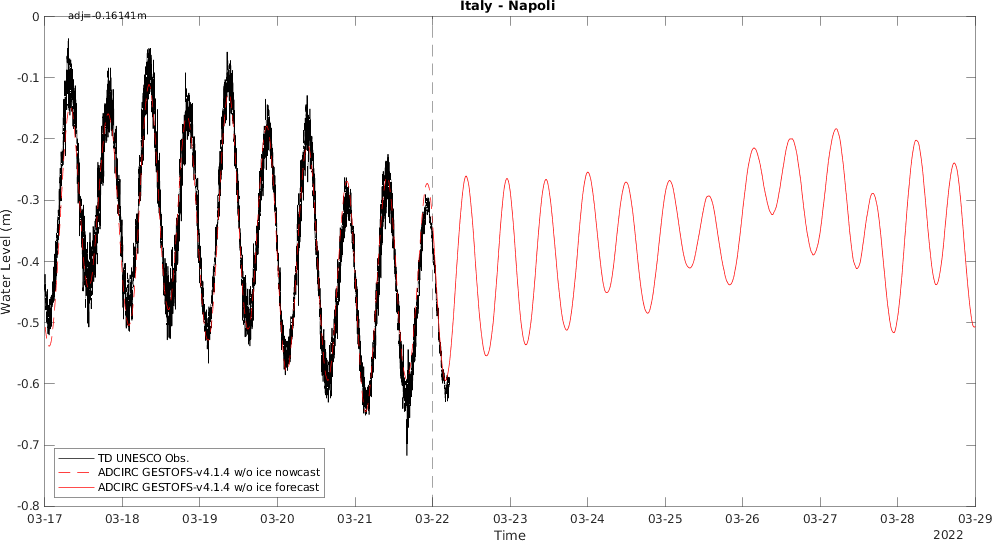 Italy - Napoli
adj=-0.16141m
0
-0.1
-0.2
-0.3
-0.4
-0.5
-0.6
-0.7
-0.8
Water Level (m)
TD UNESCO Obs.
ADCIRC GESTOFS-v4.1.4 w/o ice nowcast
ADCIRC GESTOFS-v4.1.4 w/o ice forecast
03-17 03-18 03-19 03-20 03-21 03-22 03-23 03-24 03-25 03-26 03-27 03-28 03-29
Time
2022